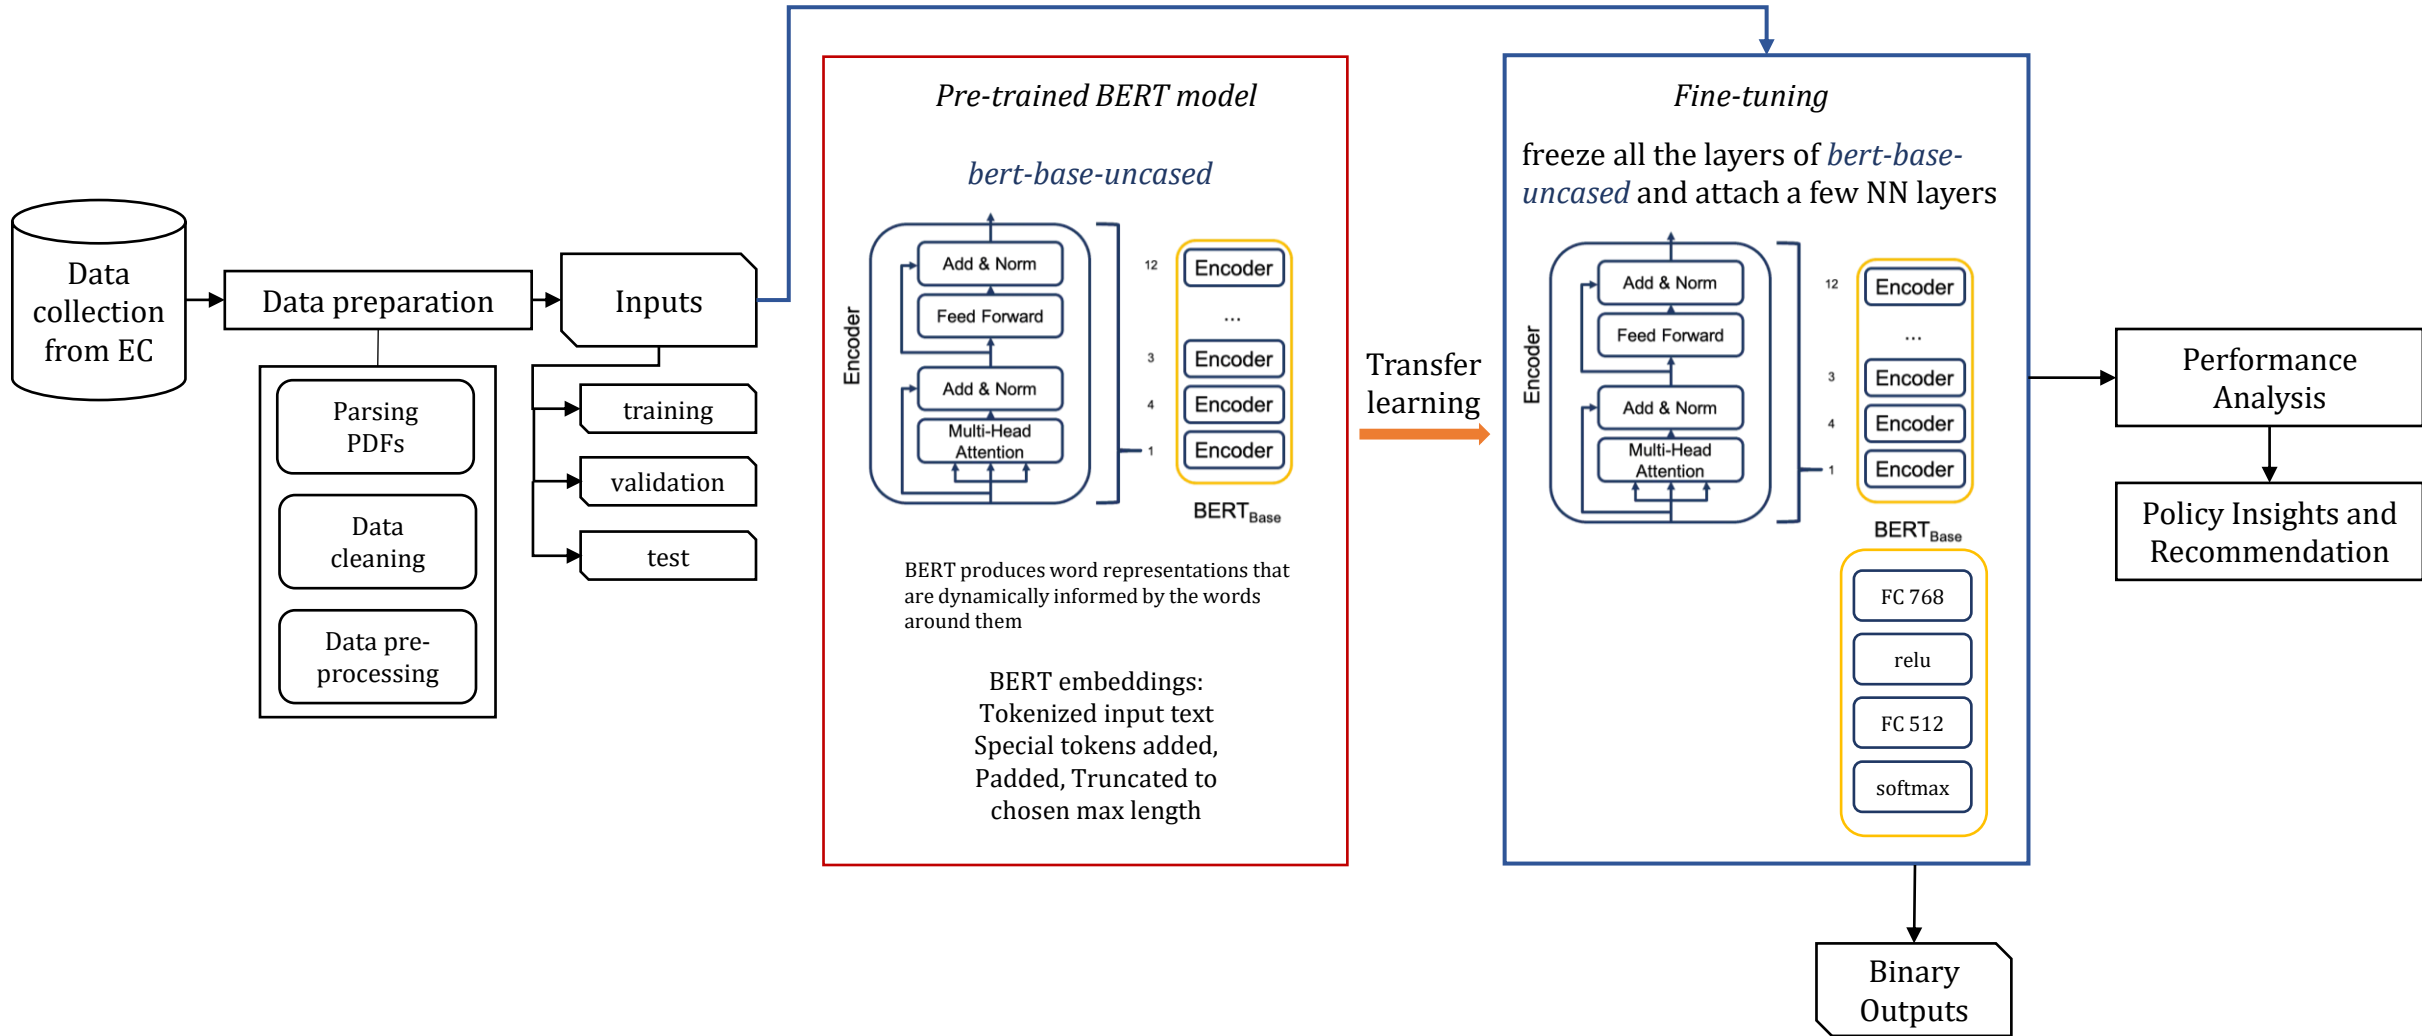 Data
collection
from EC
Data preparation
Parsing
PDFs
Data
cleaning
Data pre-
processing
Inputs
training
validation
test
Pre-trained BERT model
bert-base-uncased
Encoder
Add & Norm
Feed Forward
Add & Norm
Multi-Head
Attention
12
Encoder
...
3
Encoder
4
Encoder
1
Encoder
BERTBase
BERT produces word representations that
are dynamically informed by the words
around them
BERT embeddings:
Tokenized input text
Special tokens added,
Padded, Truncated to
chosen max length
Transfer
learning
Fine-tuning
freeze all the layers of bert-base-
uncased and attach a few NN layers
Encoder
Add & Norm
Feed Forward
Add & Norm
Multi-Head
Attention
12
Encoder
...
3
Encoder
4
Encoder
1
Encoder
BERTBase
FC 768
relu
FC 512
softmax
Binary
Outputs
Performance
Analysis
Policy Insights and
Recommendation